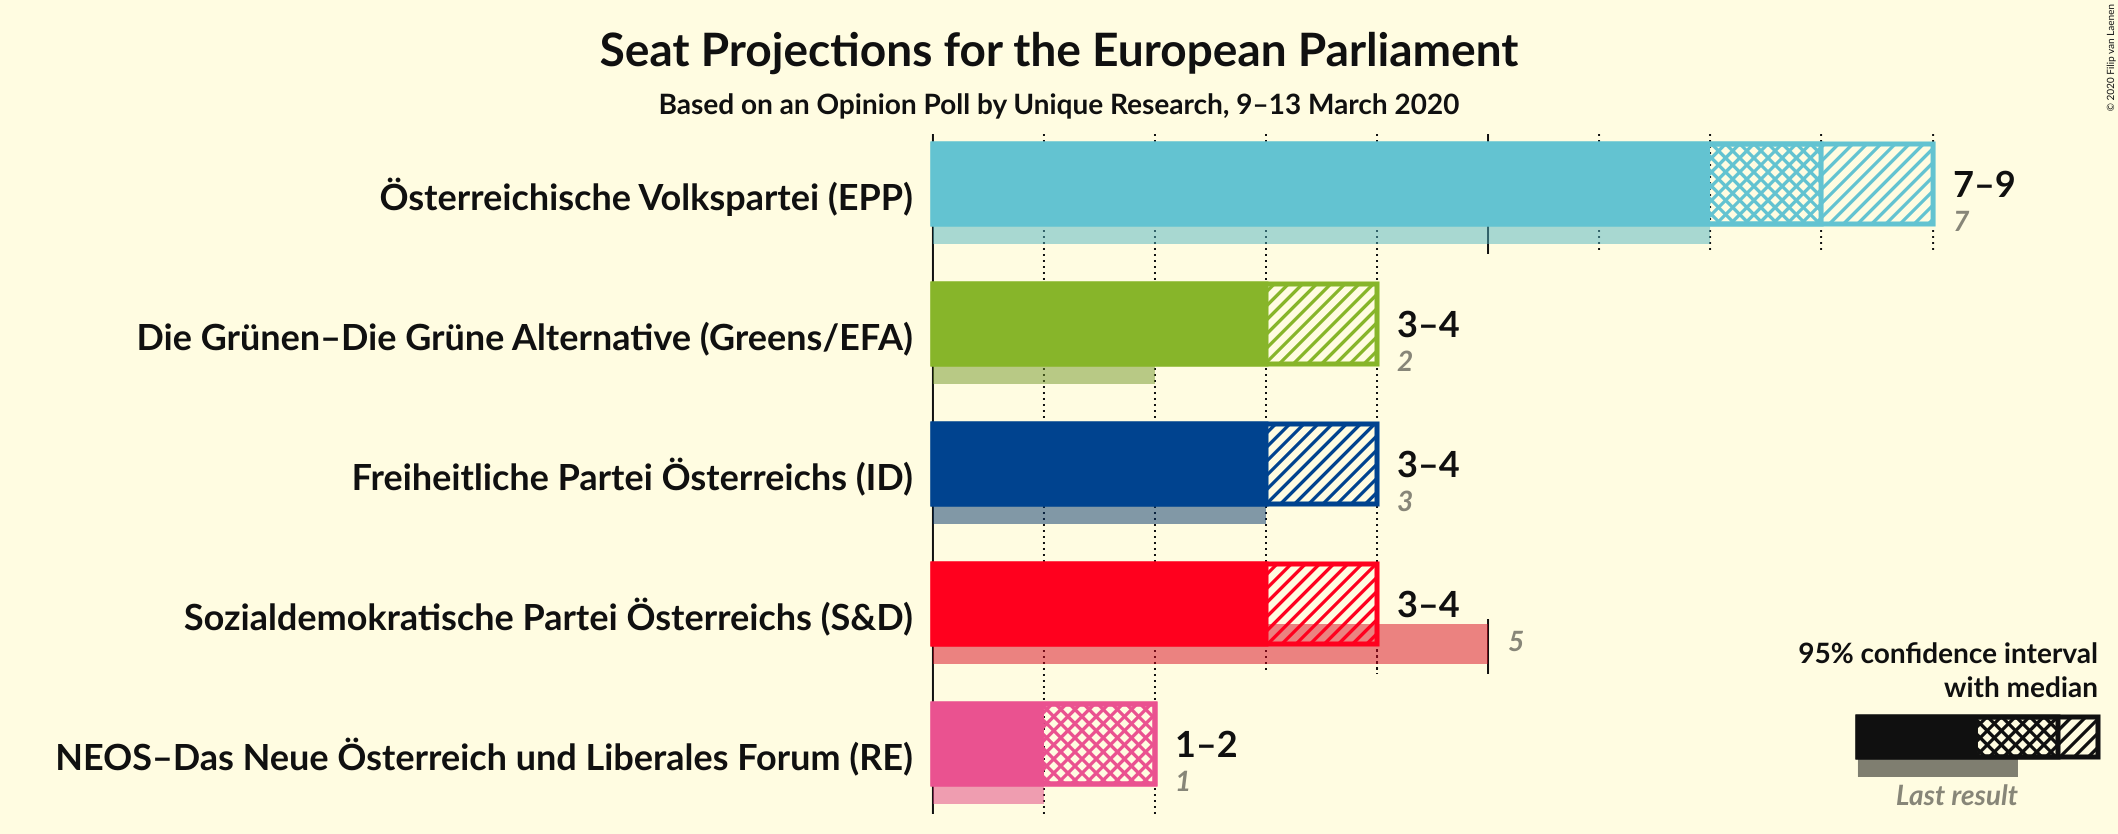 Seat Projections for the European Parliament
Based on an Opinion Poll by Unique Research, 9–13 March 2020
© 2020 Filip van Laenen
Österreichische Volkspartei (EPP)
7–9
7
Die Grünen–Die Grüne Alternative (Greens/EFA)
3–4
2
Freiheitliche Partei Österreichs (ID)
3–4
3
Sozialdemokratische Partei Österreichs (S&D)
3–4
5
NEOS–Das Neue Österreich und Liberales Forum (RE)
1–2
1
95% confidence interval
with median
Last result